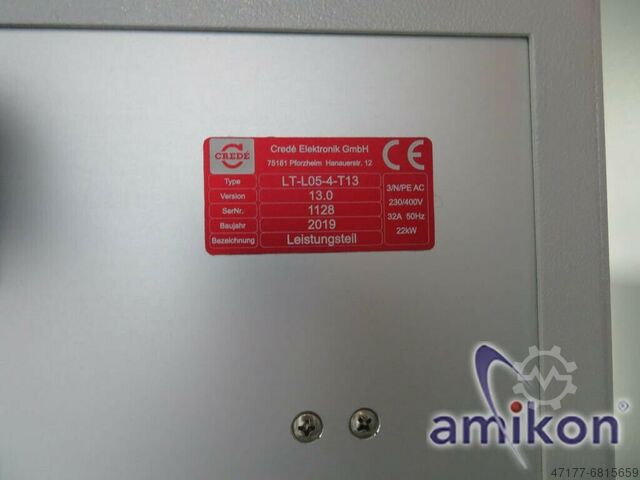 CREDÉ
Credé Elektronik GmbH
75181 Pforzheim Hanauerstr. 12
CE
Type LT-L05-4-T13
Version 13.0
SerNr. 1128
Baujahr 2019
Bezeichnung Leistungsteil
3/N/PE AC
230/400V
32A 50Hz
22kW
amikon®
47177-6815659